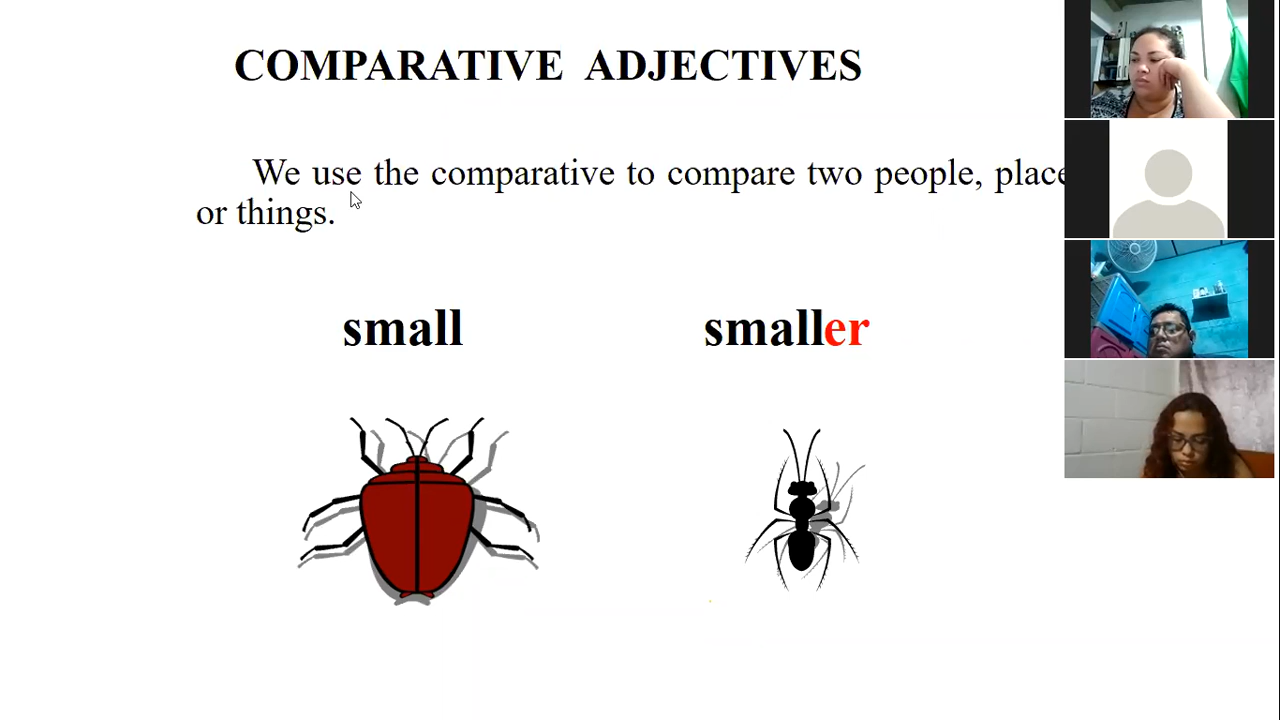 COMPARATIVE ADJECTIVES
We use the comparative to compare two people, place
or things.
small smaller